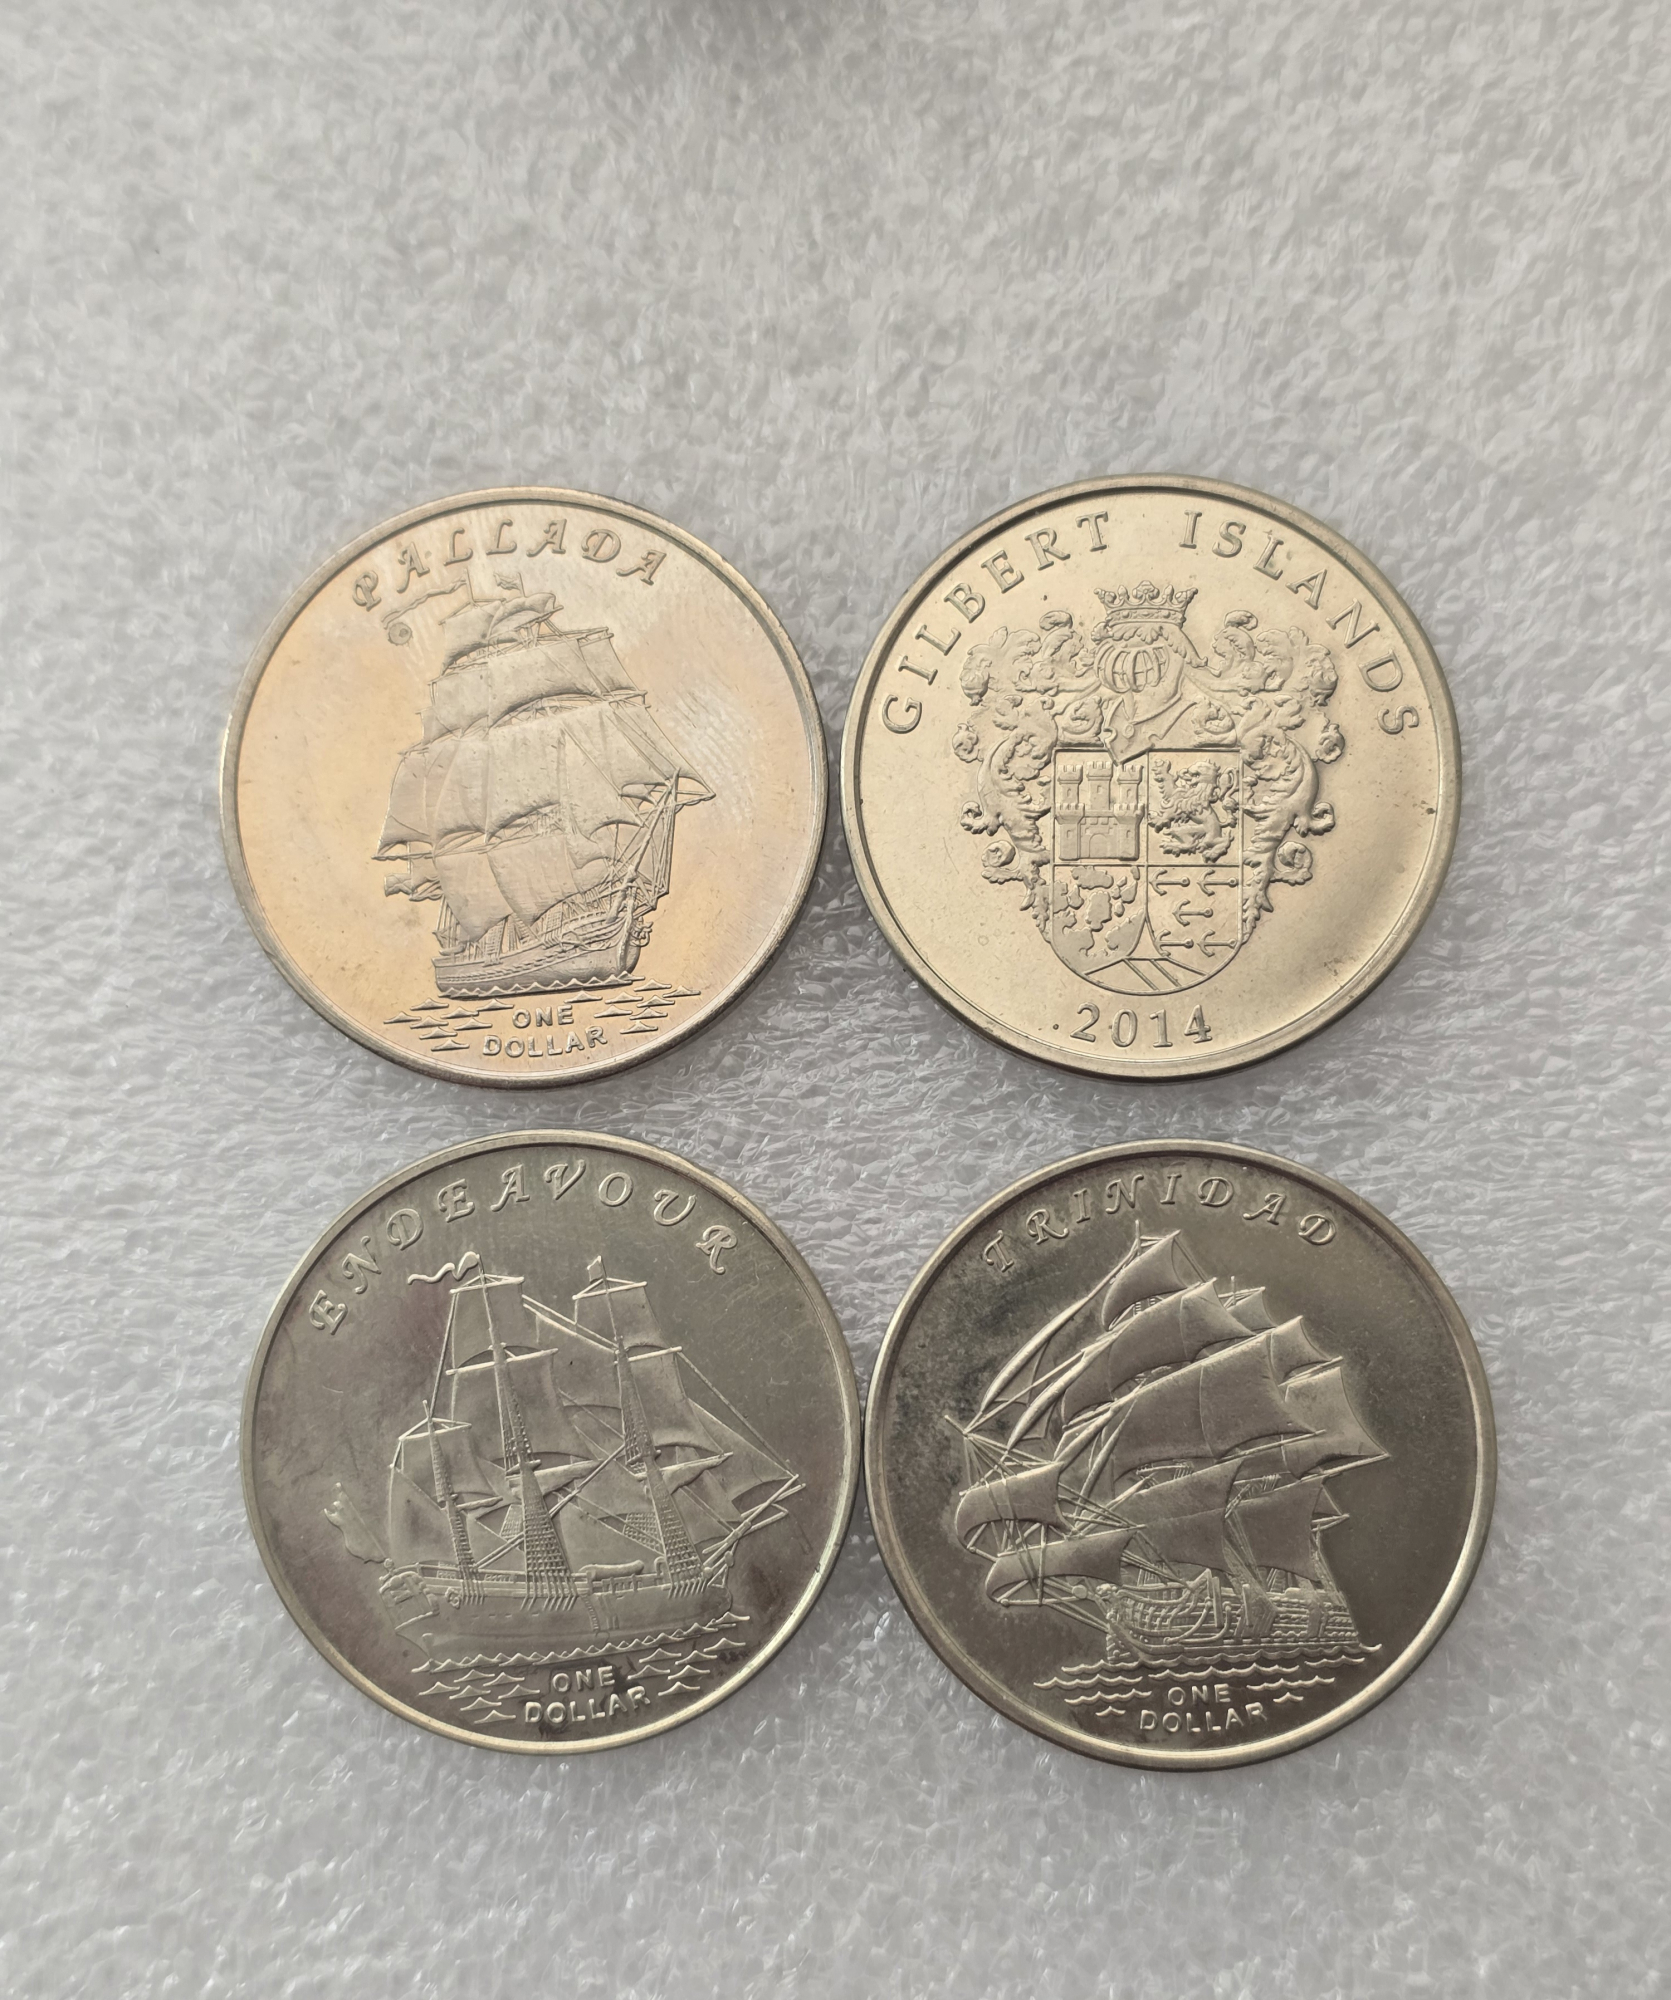 PALLADA
ONE
DOLLAR
GILBERT ISLANDS
2014
ENDEAVOUR
ONE
DOLLAR
TRINIDAD
ONE
DOLLAR